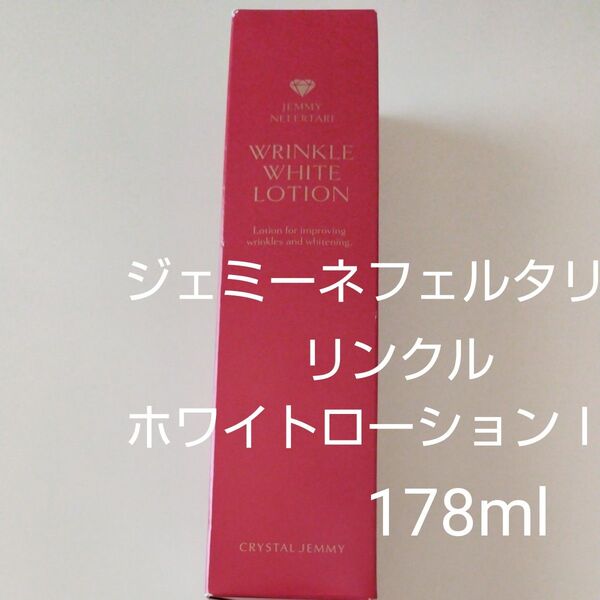 JEMMY
NEFERTARI
WRINKLE
WHITE
LOTION
Lotion for improving
wrinkles and whitening.
ジェミーネフェルタリ
リンクル
ホワイトローションⅠ
178ml
CRYSTAL JEMMY